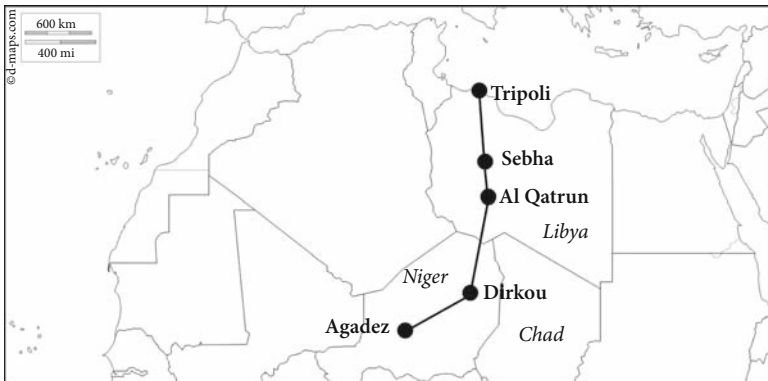 ©d-maps.com
600 km
400 mi
Tripoli
Sebha
Al Qatrun
Libya
Niger
Dirkou
Agadez
Chad